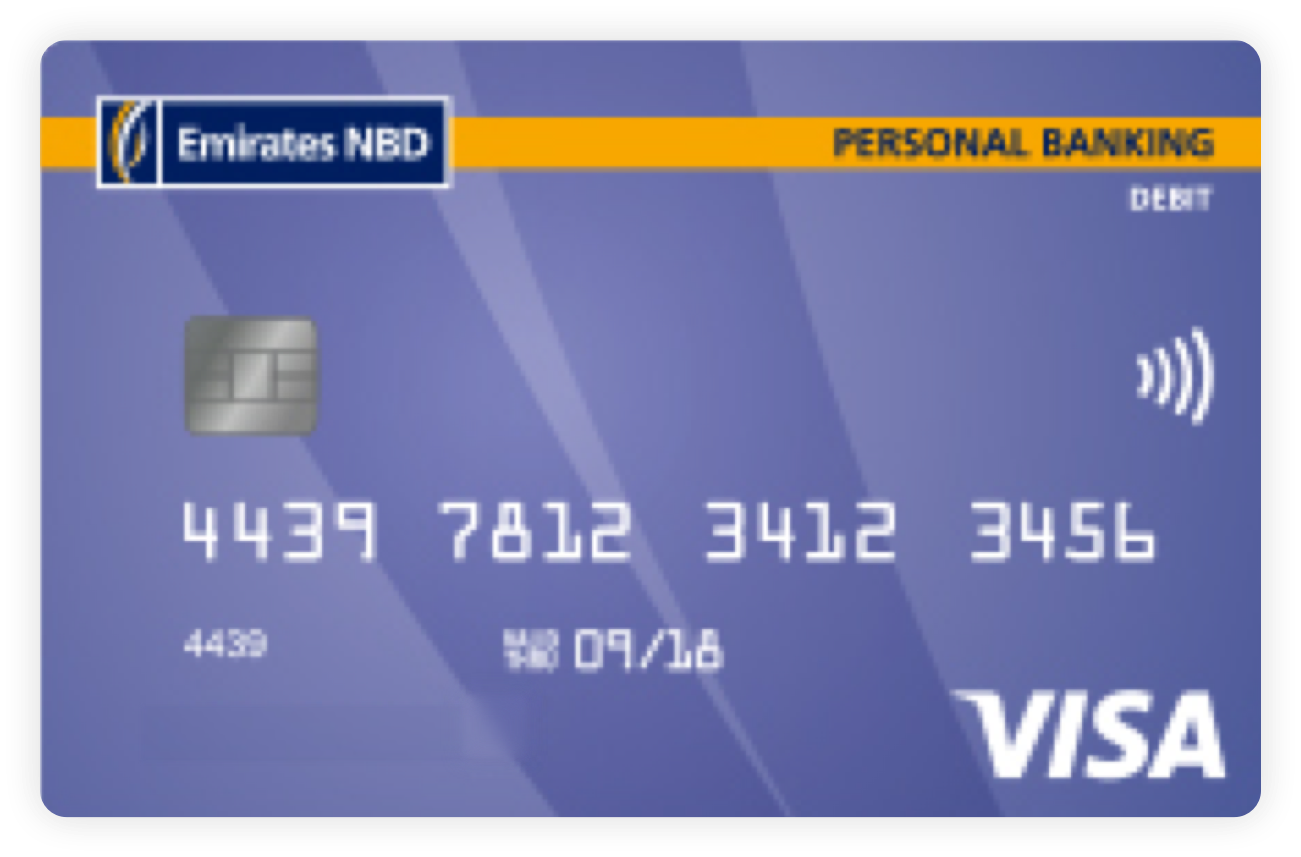 Emirates NBD
PERSONAL BANKING
DEBIT
4439 7812 3412 3456
4439 09/18
VISA